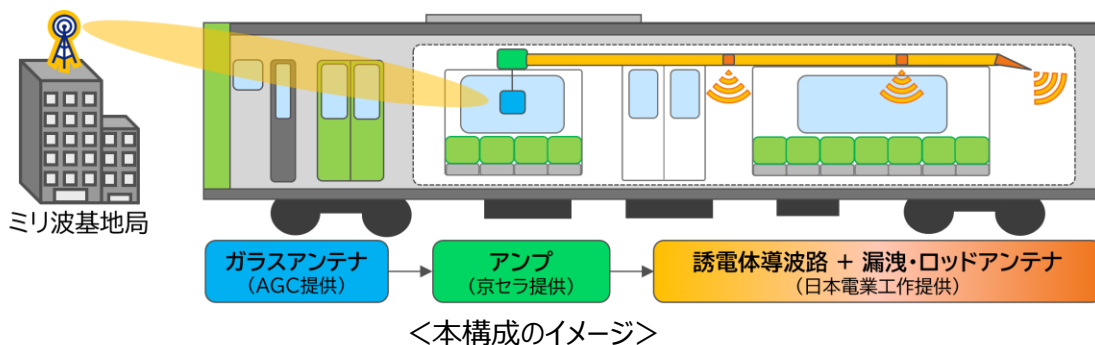 ミリ波基地局
ガラスアンテナ
(AGC提供)
アンプ
(京セラ提供)
誘電体導波路 + 漏洩・ロッドアンテナ
(日本電業工作提供)
＜本構成のイメージ＞